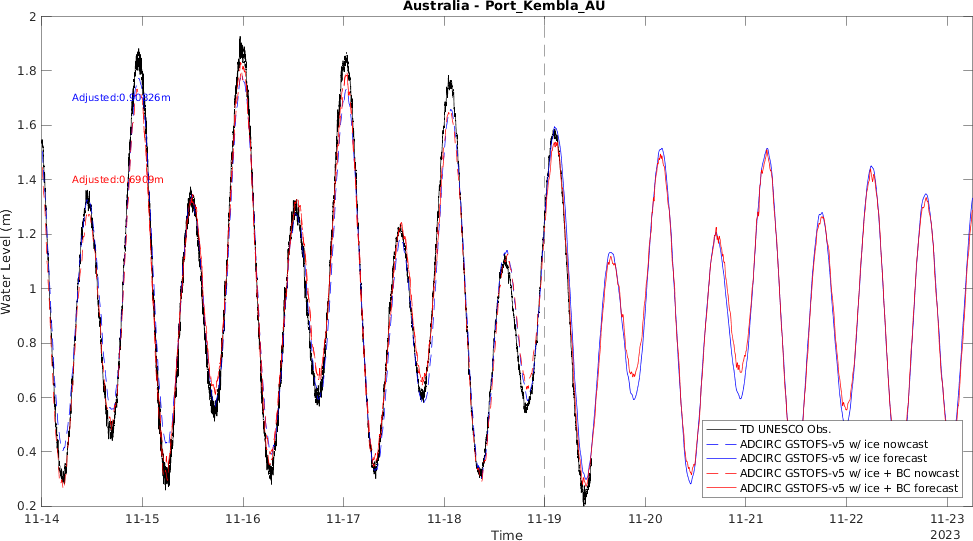 Australia - Port_Kembla_AU
Water Level (m)
2
1.8
1.6
1.4
1.2
1
0.8
0.6
0.4
0.2
Adjusted:0.90826m
Adjusted:0.6909m
TD UNESCO Obs.
ADCIRC GSTOFS-v5 w/ ice nowcast
ADCIRC GSTOFS-v5 w/ ice forecast
ADCIRC GSTOFS-v5 w/ ice + BC nowcast
ADCIRC GSTOFS-v5 w/ ice + BC forecast
11-14 11-15 11-16 11-17 11-18 11-19 11-20 11-21 11-22 11-23
2023
Time